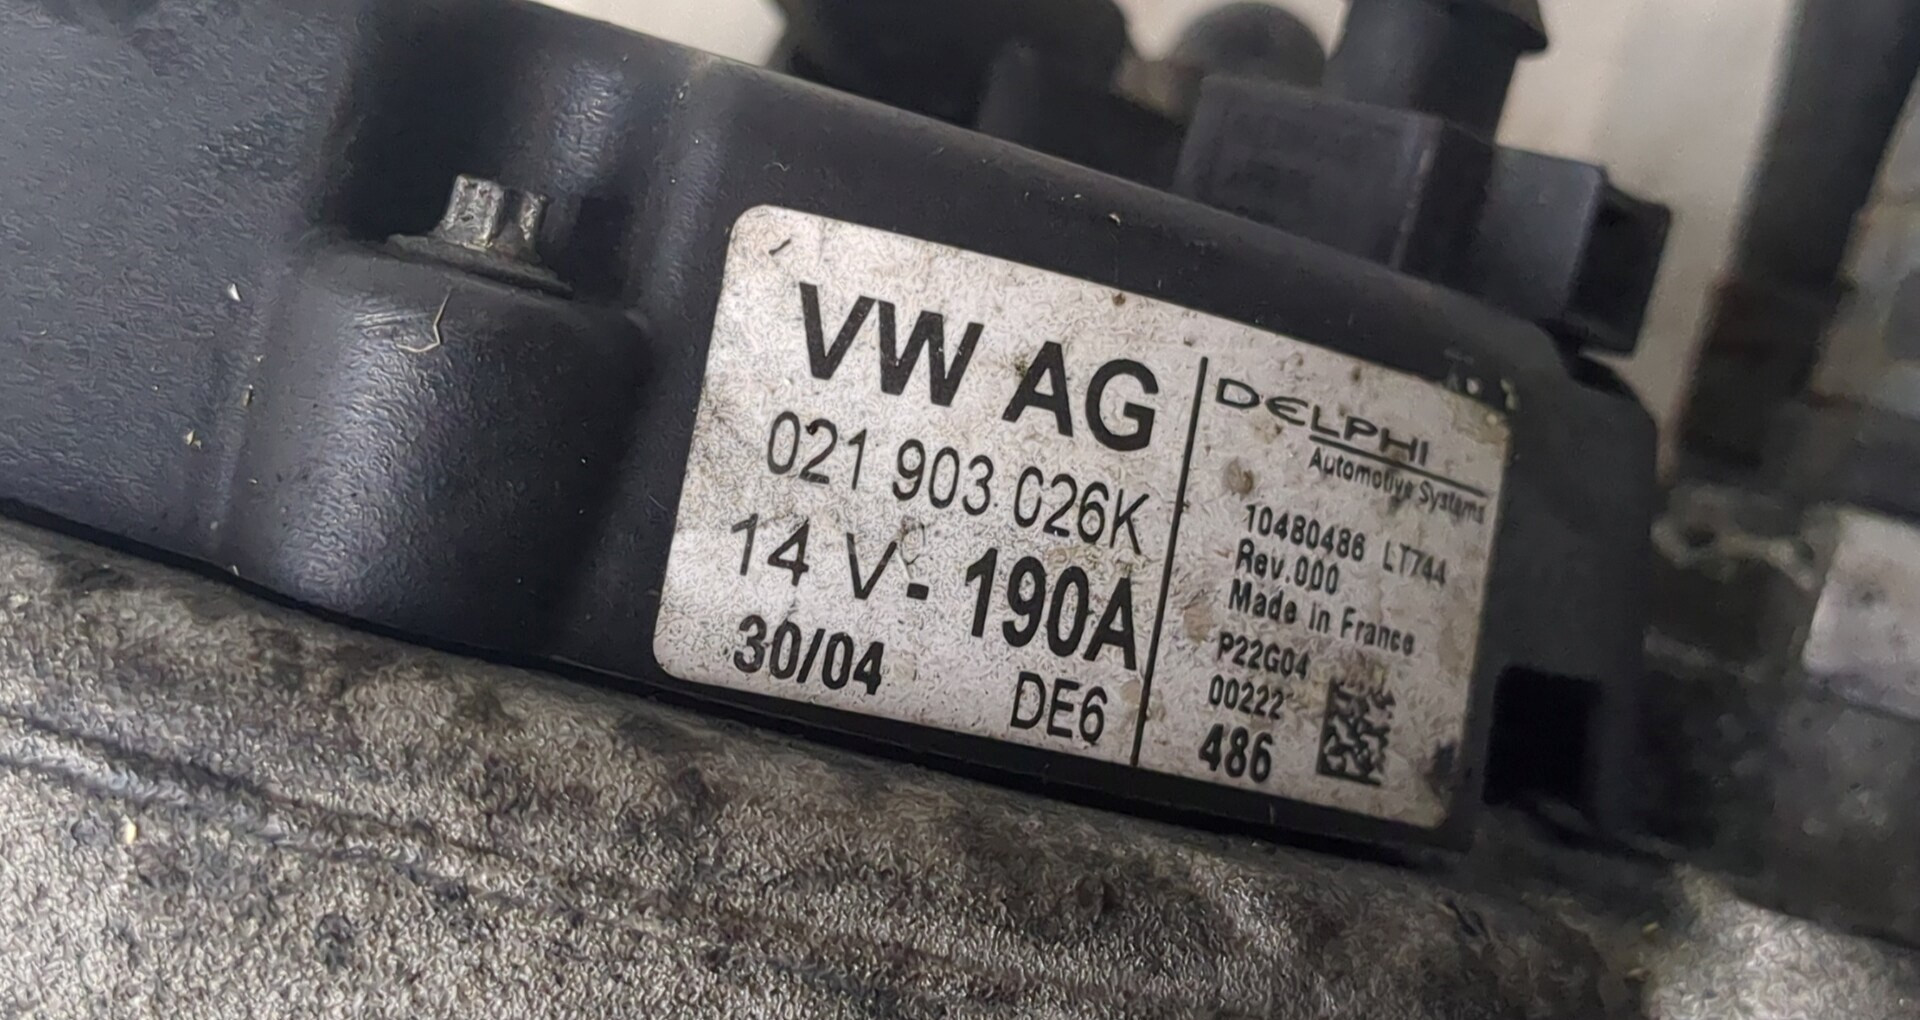 VW AG
021 903 026K
14 V - 190A
30/04 DE6
DELPHI
Automotive Systems
10480486 LT744
Rev.000
Made in France
P22G04
00222
486